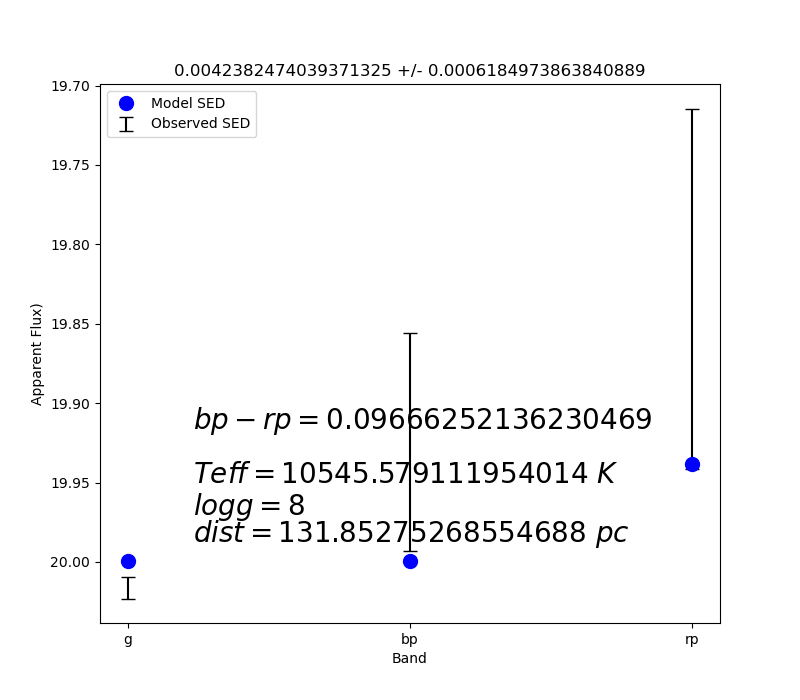 0.0042382474039371325 +/- 0.0006184973863840889
Model SED
Observed SED
19.70
19.75
19.80
19.85
19.90
19.95
20.00
Apparent Flux)
bp − rp = 0.09666252136230469
Teff = 10545.579111954014 K
logg = 8
dist = 131.85275268554688 pc
g
bp
rp
Band